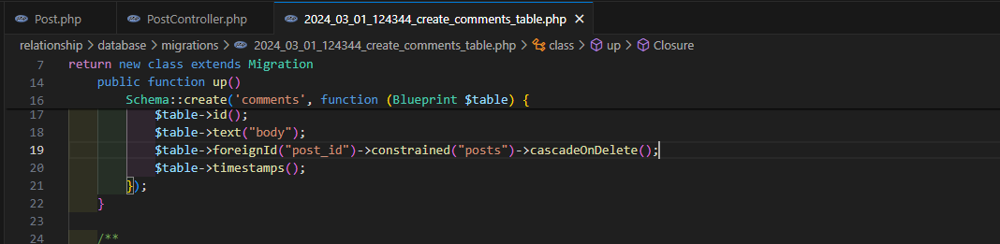 Post.php PostController.php 2024_03_01_124344_create_comments_table.php ×
relationship > database > migrations > 2024_03_01_124344_create_comments_table.php > class > up > Closure
7 return new class extends Migration
14 public function up()
16 Schema::create('comments', function (Blueprint $table) {
17 $table->id();
18 $table->text("body");
19 $table->foreignId("post_id")->constrained("posts")->cascadeOnDelete();
20 $table->timestamps();
21 });
22 }
23
24 /**